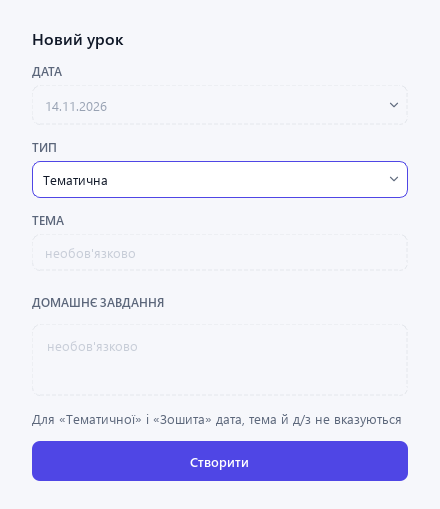 Новий урок
ДАТА
14.11.2026
ТИП
Тематична
ТЕМА
необов'язково
ДОМАШНЄ ЗАВДАННЯ
необов'язково
Для «Тематичної» і «Зошита» дата, тема й д/з не вказуються
Створити